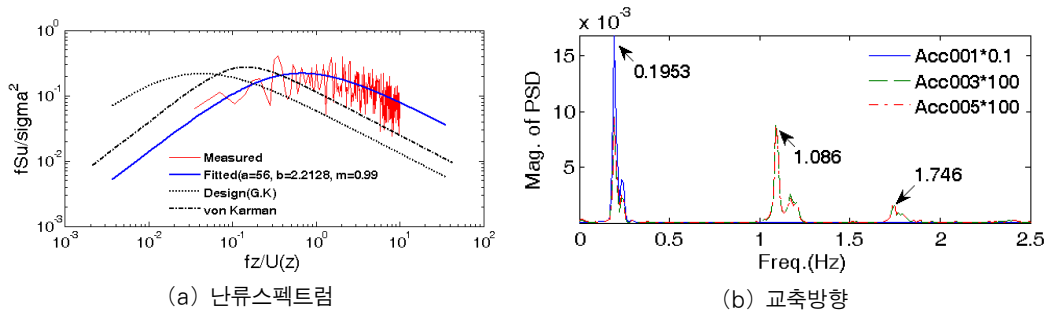 fSu/sigma²
10⁰
10⁻¹
10⁻²
10⁻³
Measured
Fitted(a=56, b=2.2128, m=0.99
Design(G.K)
von Karman
10⁻³ 10⁻² 10⁻¹ 10⁰ 10¹ 10²
fz/U(z)
(a) 난류스펙트럼
x 10⁻³
Mag. of PSD
15
10
5
0.1953
1.086
1.746
Acc001*0.1
Acc003*100
Acc005*100
0 0.5 1 1.5 2 2.5
Freq.(Hz)
(b) 교축방향